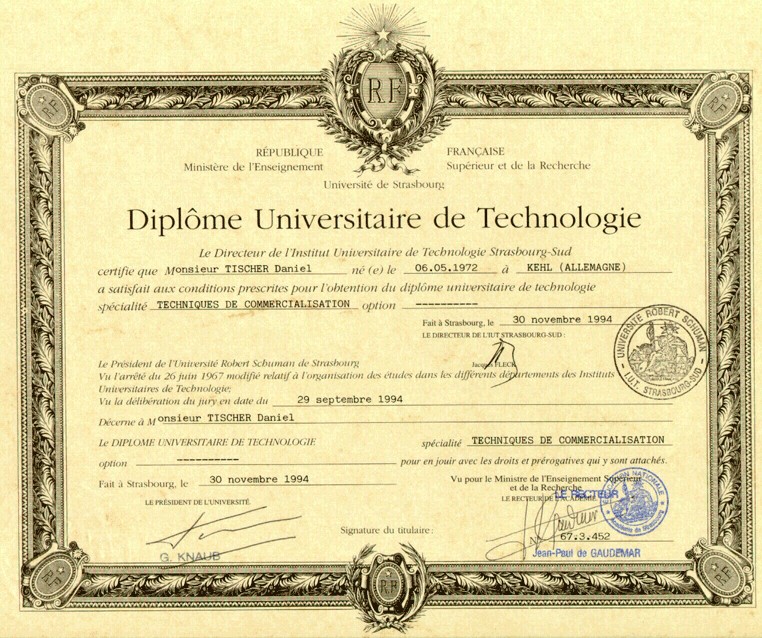 R.F
RÉPUBLIQUE FRANÇAISE
Ministère de l'Enseignement Supérieur et de la Recherche
Université de Strasbourg
Diplôme Universitaire de Technologie
Le Directeur de l'Institut Universitaire de Technologie Strasbourg-Sud
certifie que Monsieur TISCHER Daniel né(e) le 06.05.1972 à KEHL (ALLEMAGNE)
a satisfait aux conditions prescrites pour l'obtention du diplôme universitaire de technologie
spécialité TECHNIQUES DE COMMERCIALISATION option ----------
Fait à Strasbourg, le 30 novembre 1994
LE DIRECTEUR DE L'IUT STRASBOURG-SUD :
Jacques FLECK
UNIVERSITÉ ROBERT SCHUMAN
I.U.T. STRASBOURG-SUD
Le Président de l'Université Robert Schuman de Strasbourg
Vu l'arrêté du 26 juin 1967 modifié relatif à l'organisation des études dans les différents départements des Instituts
Universitaires de Technologie;
Vu la délibération du jury en date du 29 septembre 1994
Décerne à Monsieur TISCHER Daniel
Le DIPLOME UNIVERSITAIRE DE TECHNOLOGIE spécialité TECHNIQUES DE COMMERCIALISATION
option ---------- pour en jouir avec les droits et prérogatives qui y sont attachés.
Fait à Strasbourg, le 30 novembre 1994 Vu pour le Ministre de l'Enseignement Supérieur
et de la Recherche
LE PRÉSIDENT DE L'UNIVERSITÉ LE RECTEUR DE L'ACADÉMIE
LE RECTEUR
Signature du titulaire :
67.3.452
G. KNAUB
Jean-Paul de GAUDEMAR
R.F